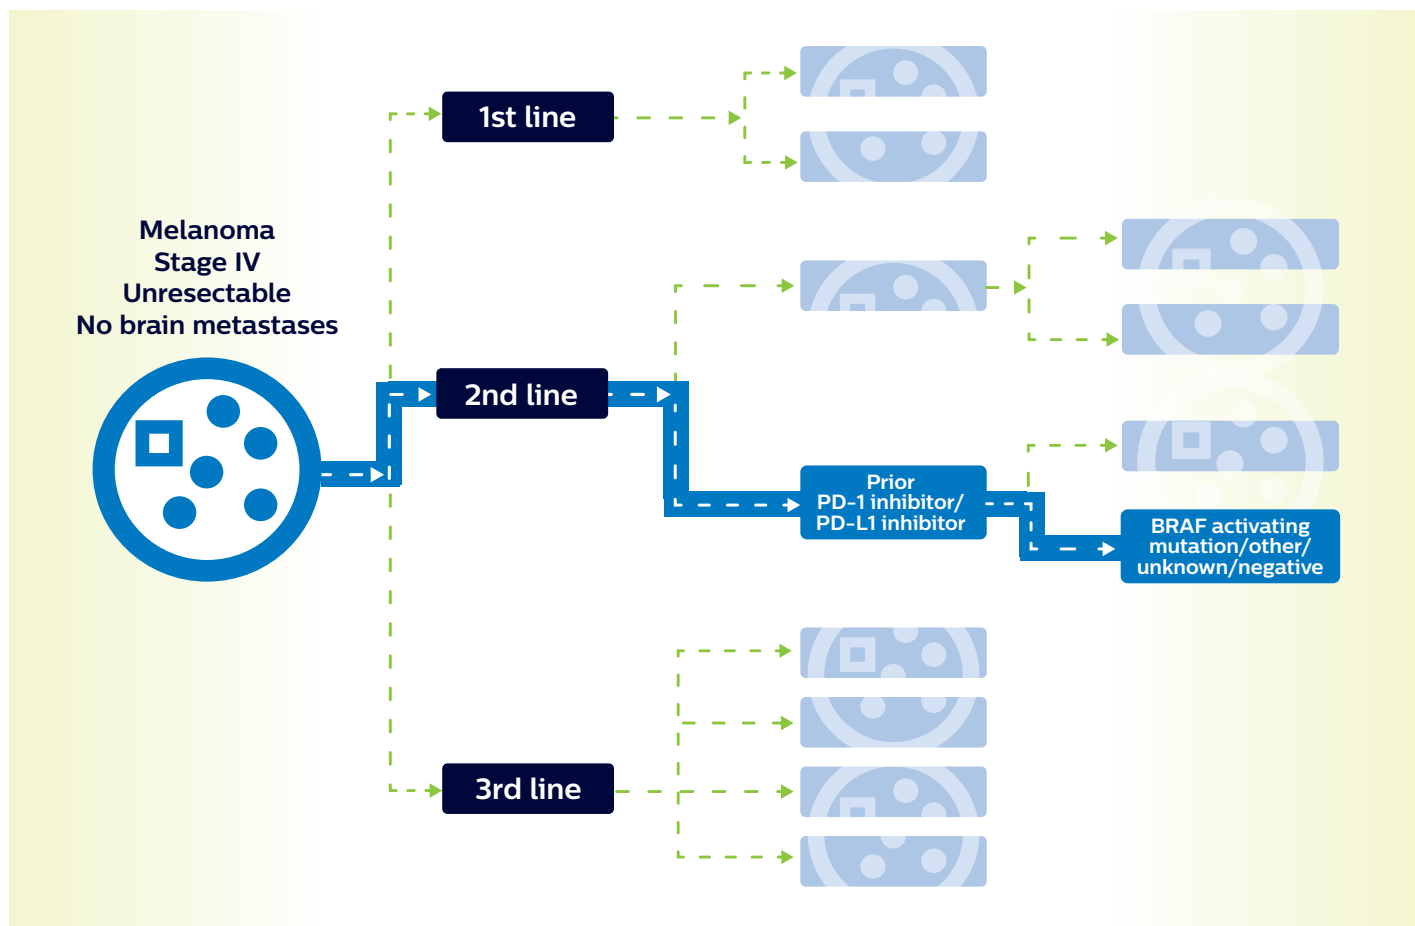 Melanoma
Stage IV
Unresectable
No brain metastases
1st line
2nd line
Prior
PD-1 inhibitor/
PD-L1 inhibitor
BRAF activating
mutation/other/
unknown/negative
3rd line